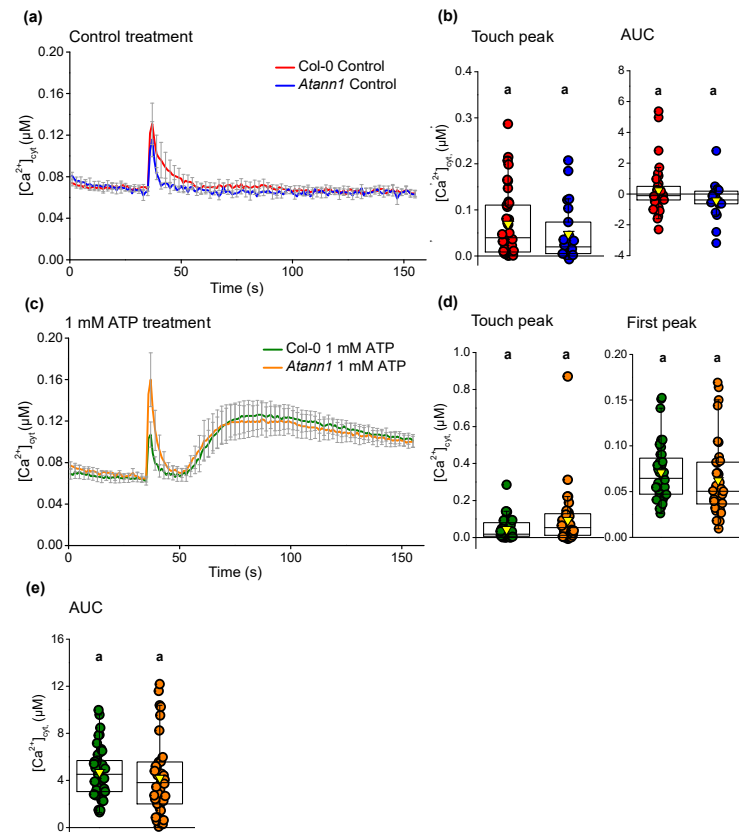 (a)
Control treatment
Col-0 Control
Atann1 Control
[Ca2+]cyt (µM)
0.20
0.16
0.12
0.08
0.04
0.00
0 50 100 150
Time (s)
(b)
Touch peak
AUC
[Ca2+]cyt, (µM)
0.4
0.3
0.2
0.1
0.0
a a
8
6
4
2
0
-2
-4
a a
(c)
1 mM ATP treatment
Col-0 1 mM ATP
Atann1 1 mM ATP
[Ca2+]cyt (µM)
0.20
0.16
0.12
0.08
0.04
0.00
0 50 100 150
Time (s)
(d)
Touch peak
First peak
[Ca2+]cyt, (µM)
1.0
0.8
0.6
0.4
0.2
0.0
a a
0.20
0.15
0.10
0.05
0.00
a a
(e)
AUC
[Ca2+]cyt, (µM)
16
12
8
4
0
a a